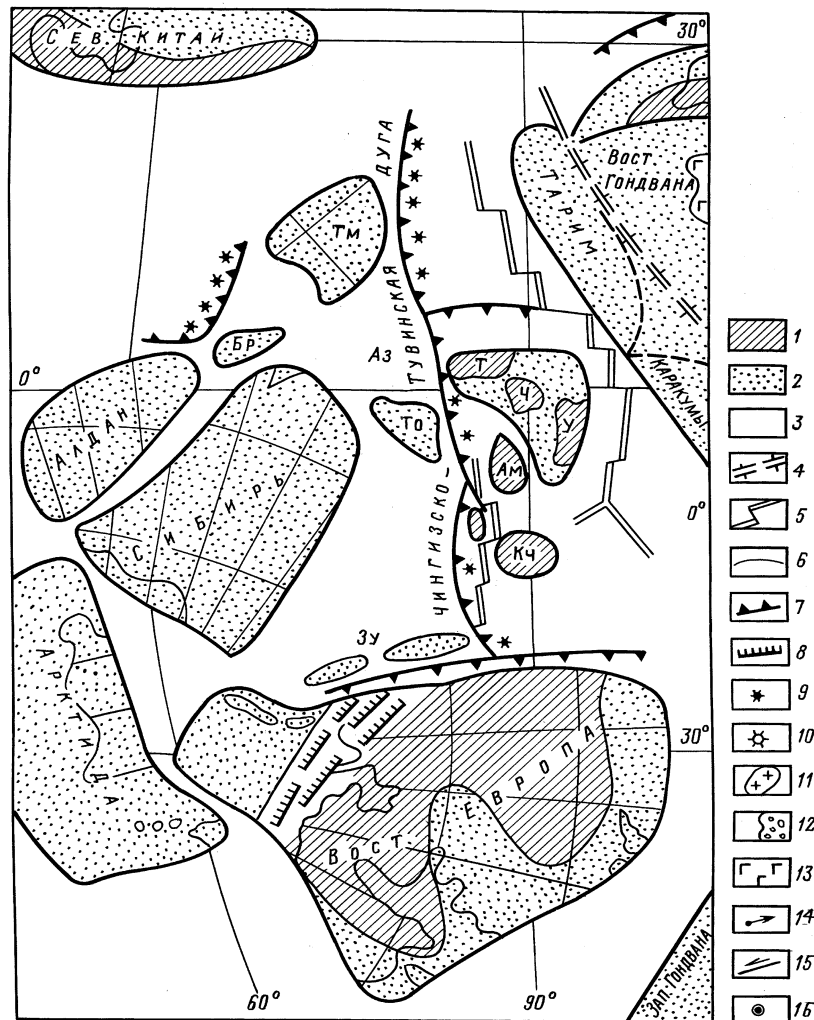 СЕВ. КИТАЙ
30°
ДУГА
Вост
Гондвана
ТАРИМ
Тм
ТУВИНСКАЯ
БР
Аз
0°
АЛДАН
То
Т
Ч
У
КАРАКУМЫ
Ам
СИБИРЬ
0°
Кч
ЧИНГИЗСКО-
ЗУ
АРКТИДА
30°
ВОСТ ЕВРОПА
ЗАП. ГОНДВАНА
60°
90°
1
2
3
4
5
6
7
8
9
10
11
12
13
14
15
16